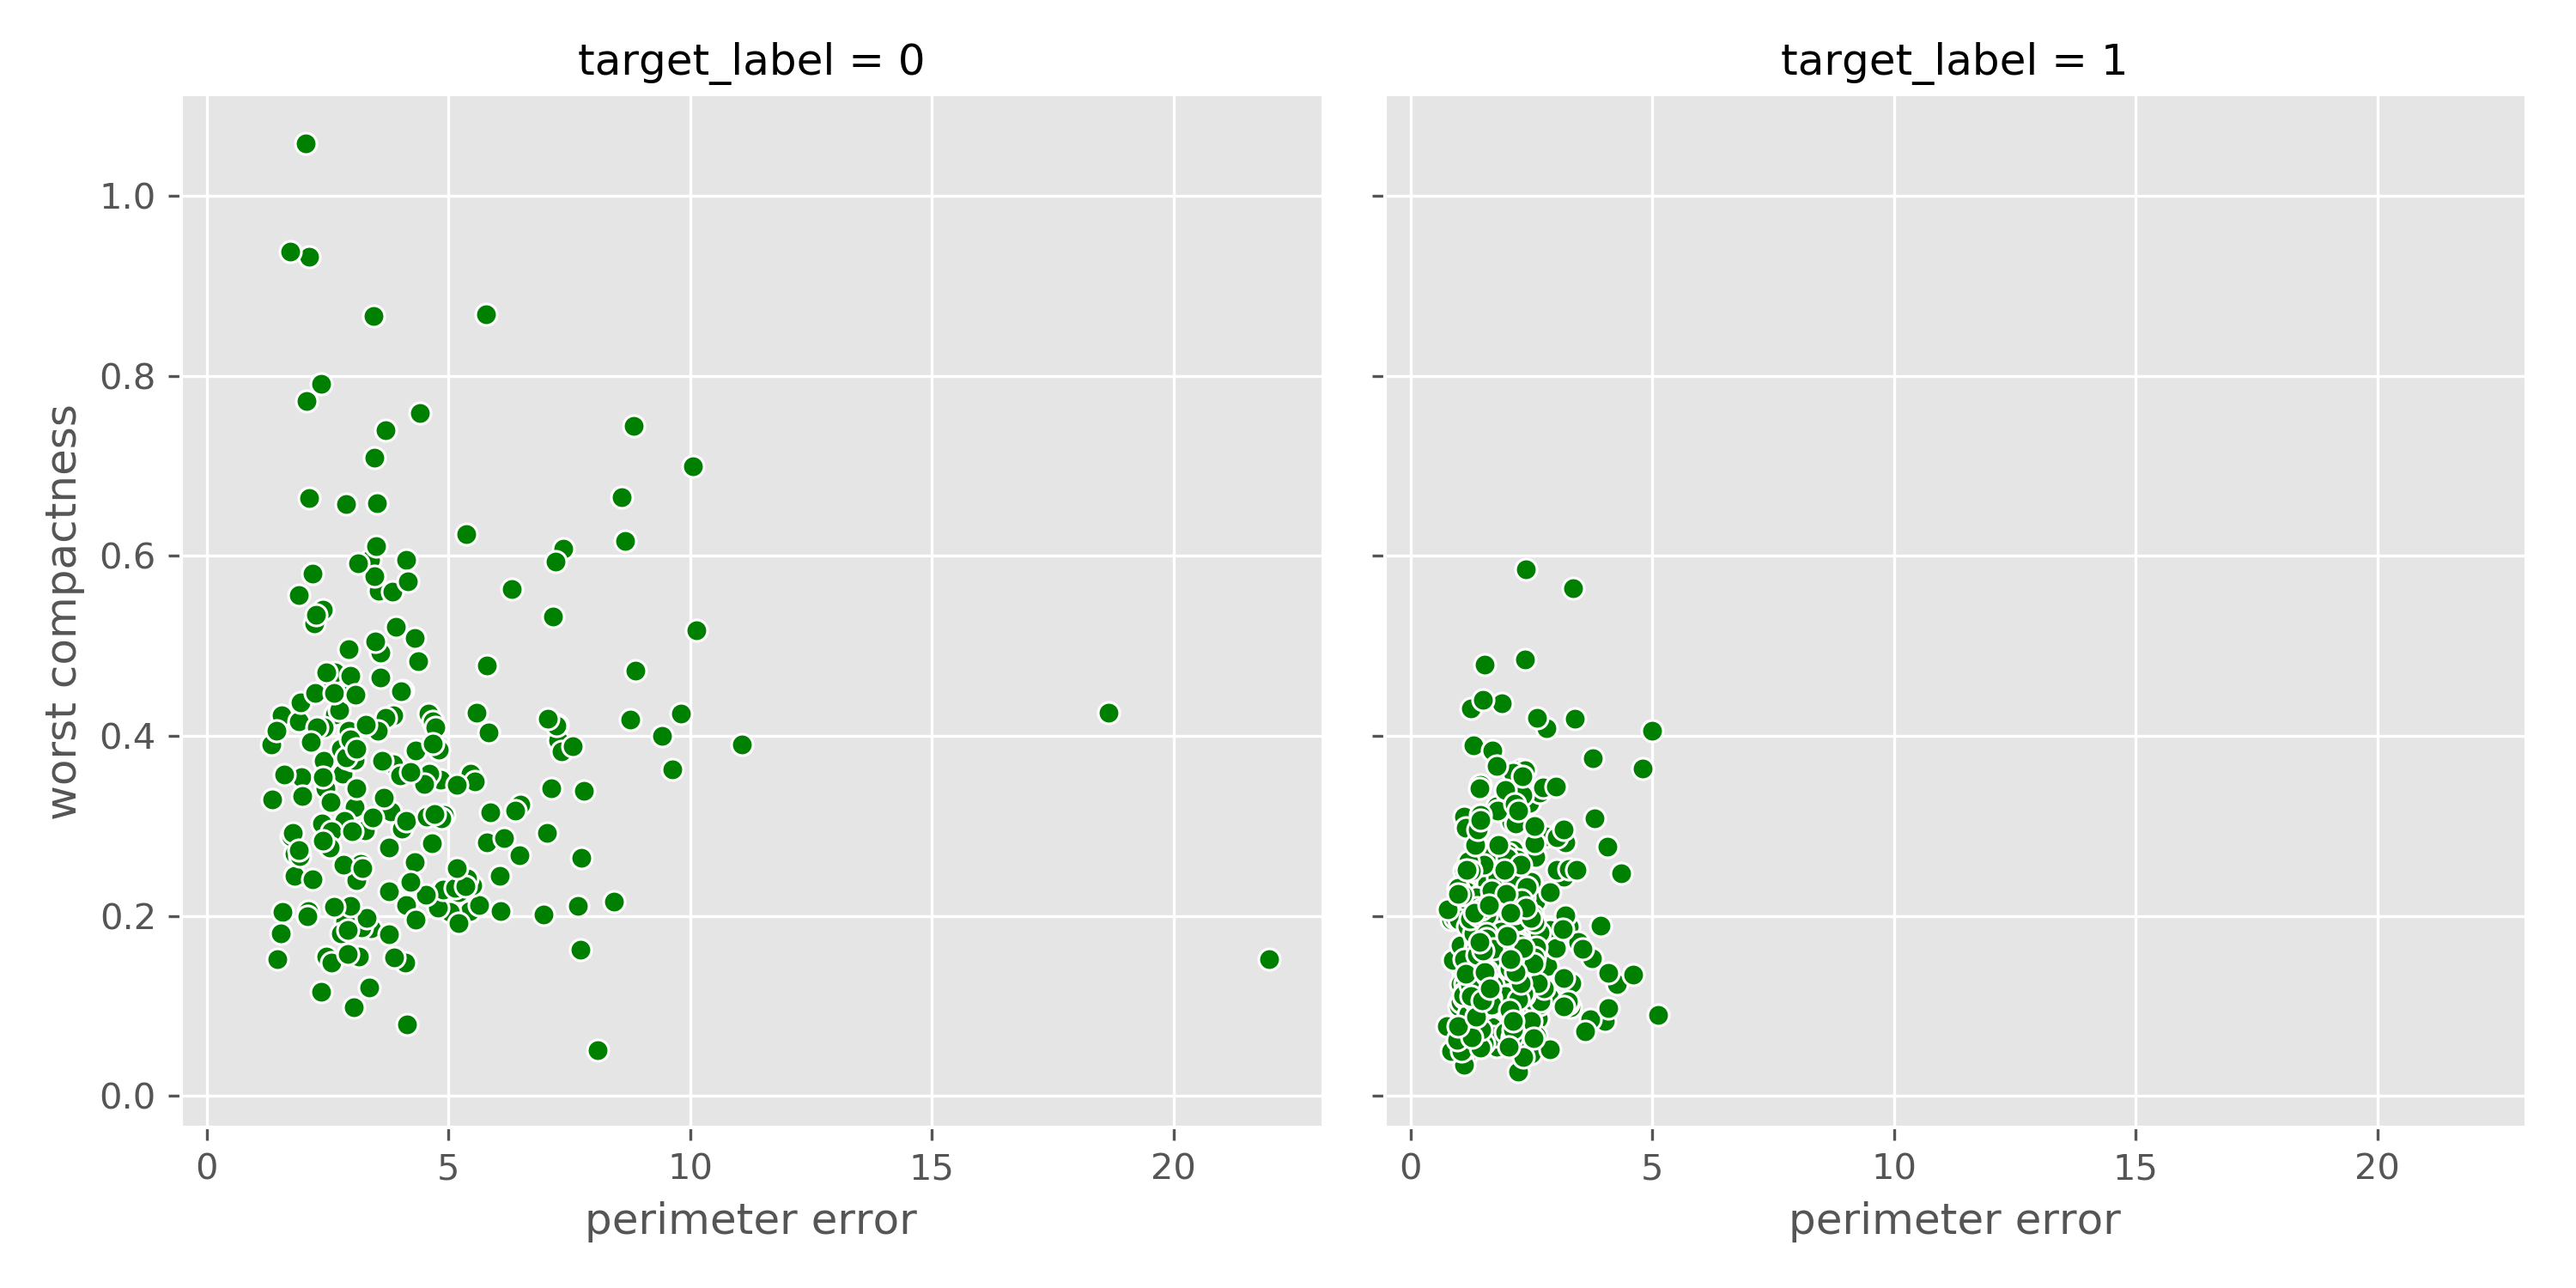 target_label = 0
target_label = 1
worst compactness
1.0
0.8
0.6
0.4
0.2
0.0
0 5 10 15 20
0 5 10 15 20
perimeter error
perimeter error